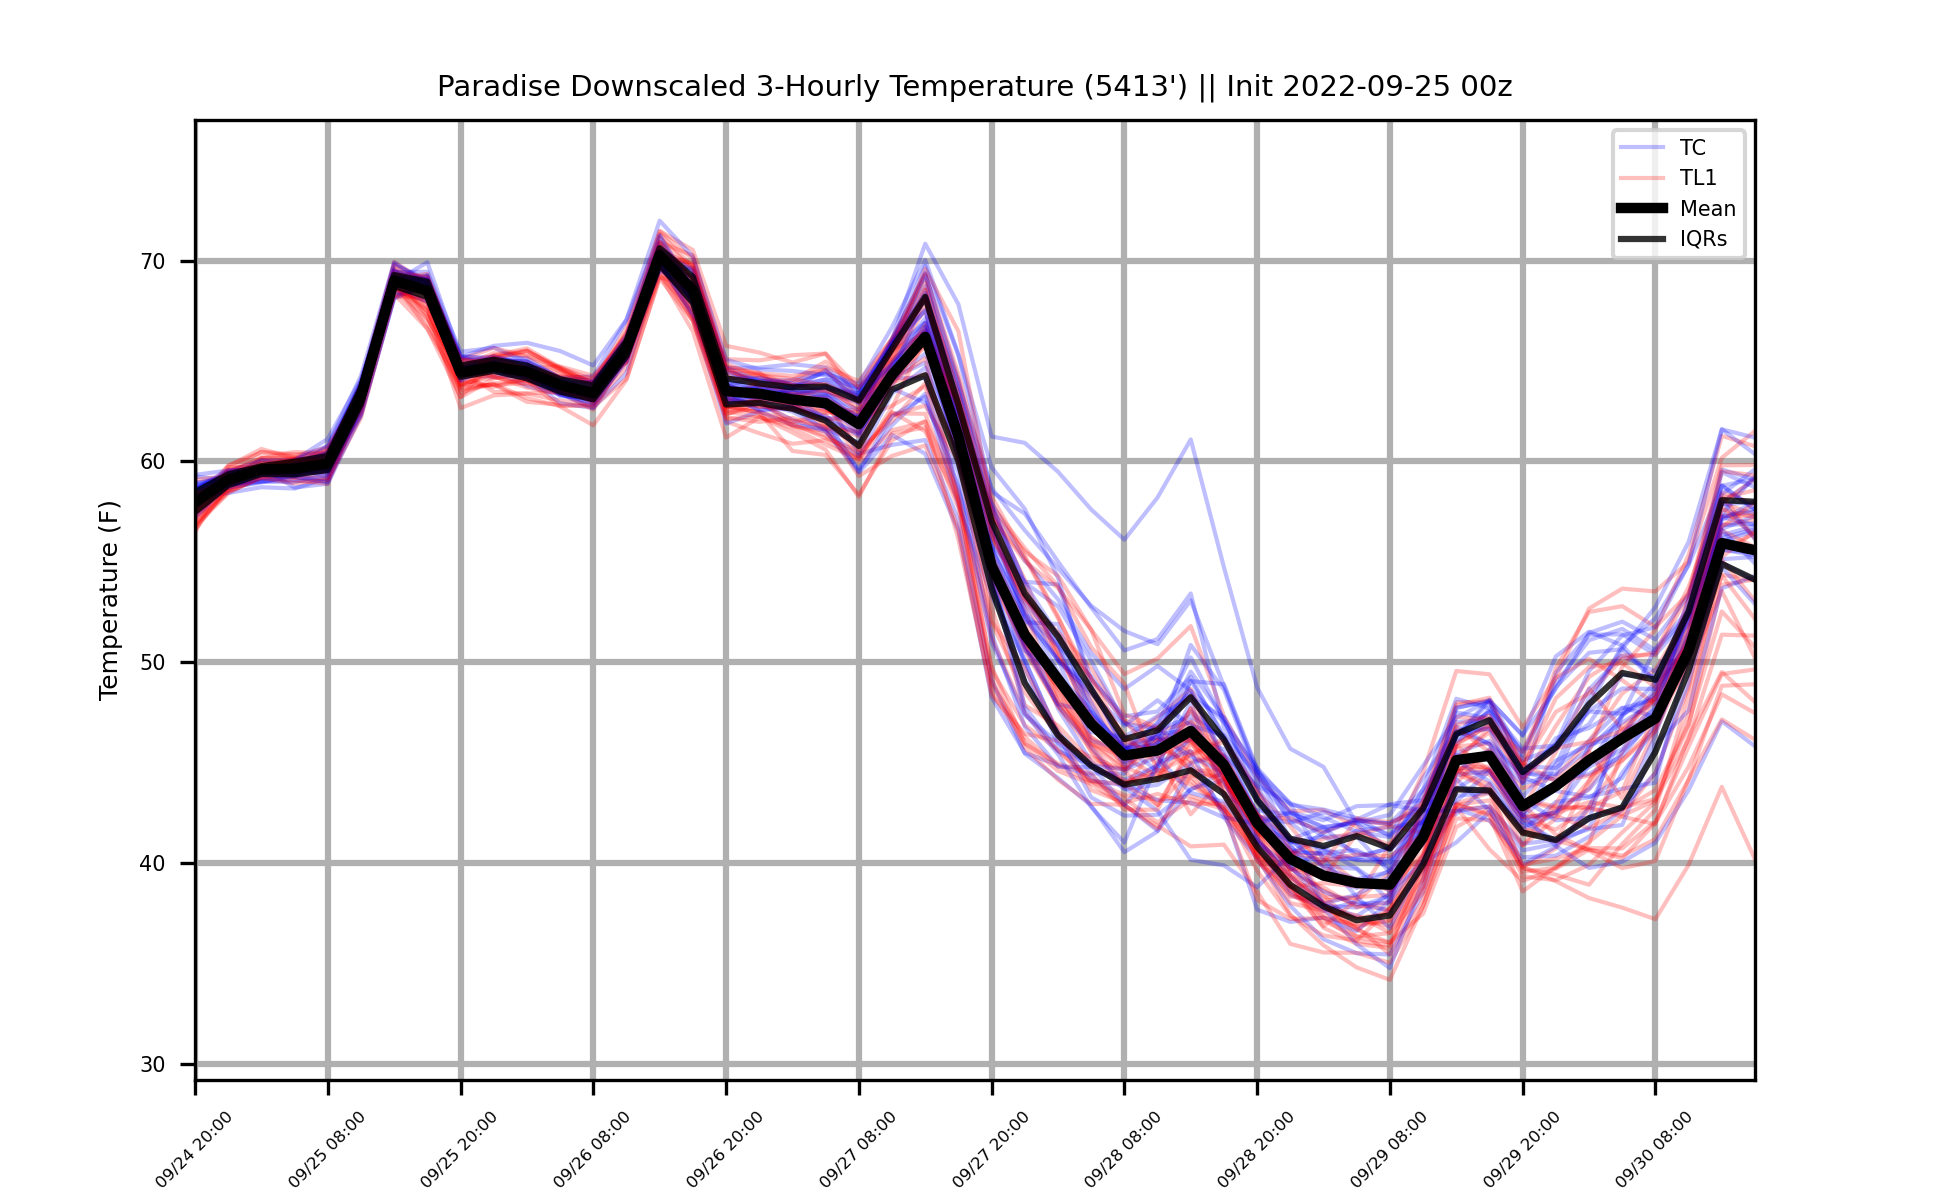 Paradise Downscaled 3-Hourly Temperature (5413') || Init 2022-09-25 00z
TC
TL1
Mean
IQRs
Temperature (F)
70
60
50
40
30
09/24 20:00
09/25 08:00
09/25 20:00
09/26 08:00
09/26 20:00
09/27 08:00
09/27 20:00
09/28 08:00
09/28 20:00
09/29 08:00
09/29 20:00
09/30 08:00